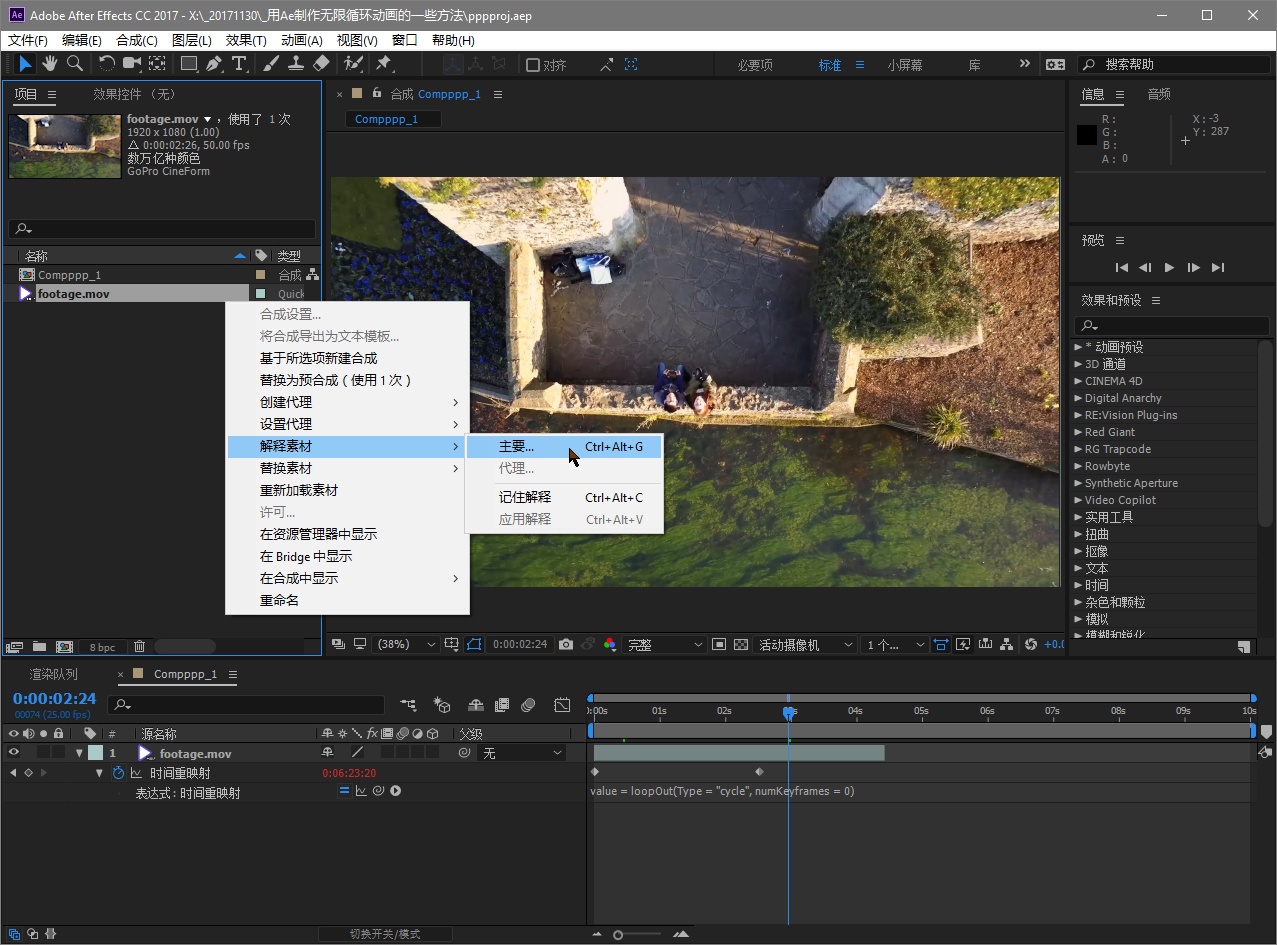 Adobe After Effects CC 2017 - X:\_20171130\_用Ae制作无限循环动画的一些方法\pppproj.aep
文件(F) 编辑(E) 合成(C) 图层(L) 效果(T) 动画(A) 视图(V) 窗口 帮助(H)
对齐 必要项 标准 小屏幕 库 搜索帮助
项目 效果控件 （无）
footage.mov ，使用了 1 次
1920 x 1080 (1.00)
△ 0:00:02:26, 50.00 fps
数万亿种颜色
GoPro CineForm
名称 类型
Compppp_1 合成
footage.mov Quick
合成设置...
将合成导出为文本模板...
基于所选项新建合成
替换为预合成（使用 1 次）
创建代理
设置代理
解释素材
替换素材
重新加载素材
许可...
在资源管理器中显示
在 Bridge 中显示
在合成中显示
重命名
主要... Ctrl+Alt+G
代理...
记住解释 Ctrl+Alt+C
应用解释 Ctrl+Alt+V
8 bpc
合成 Compppp_1
Compppp_1
(38%) 0:00:02:24 完整 活动摄像机 1 个... +0.0
信息 音频
R :
G :
B :
A : 0
X : -3
Y : 287
预览
效果和预设
* 动画预设
3D 通道
CINEMA 4D
Digital Anarchy
RE:Vision Plug-ins
Red Giant
RG Trapcode
Rowbyte
Synthetic Aperture
Video Copilot
实用工具
扭曲
抠像
文本
时间
杂色和颗粒
模拟
模糊和锐化
渲染队列 Compppp_1
0:00:02:24
00074 (25.00 fps)
:00s 01s 02s 04s 05s 06s 07s 08s 09s 10s
# 源名称 fx 父级
1 footage.mov 无
时间重映射 0:06:23:20
表达式 : 时间重映射
value = loopOut(Type = "cycle", numKeyframes = 0)
切换开关/模式